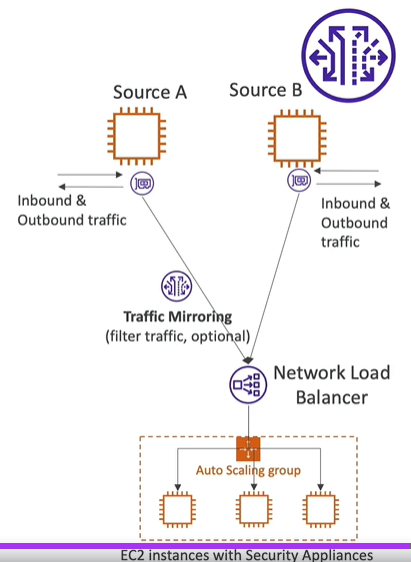 Source A
Source B
Inbound &
Outbound traffic
Inbound &
Outbound
traffic
Traffic Mirroring
(filter traffic, optional)
Network Load
Balancer
Auto Scaling group
EC2 instances with Security Appliances